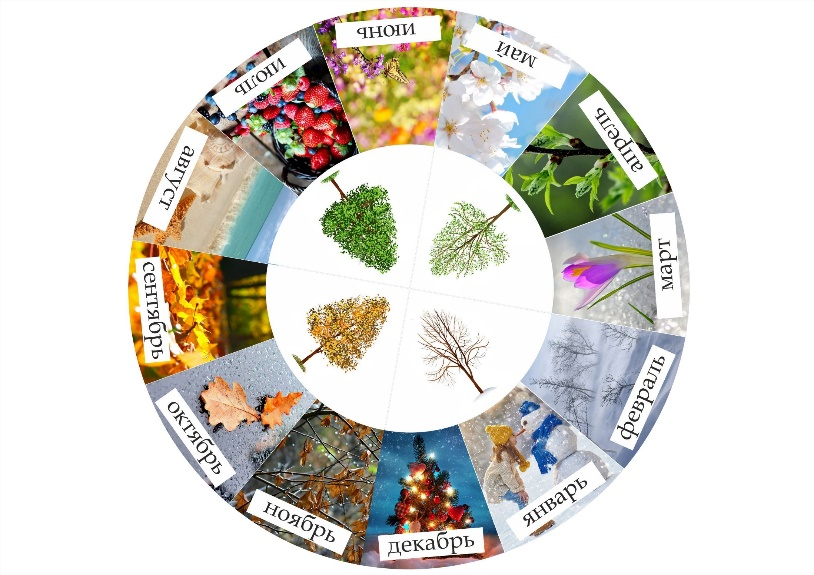 июнь
май
апрель
март
февраль
январь
декабрь
ноябрь
октябрь
сентябрь
август
июль